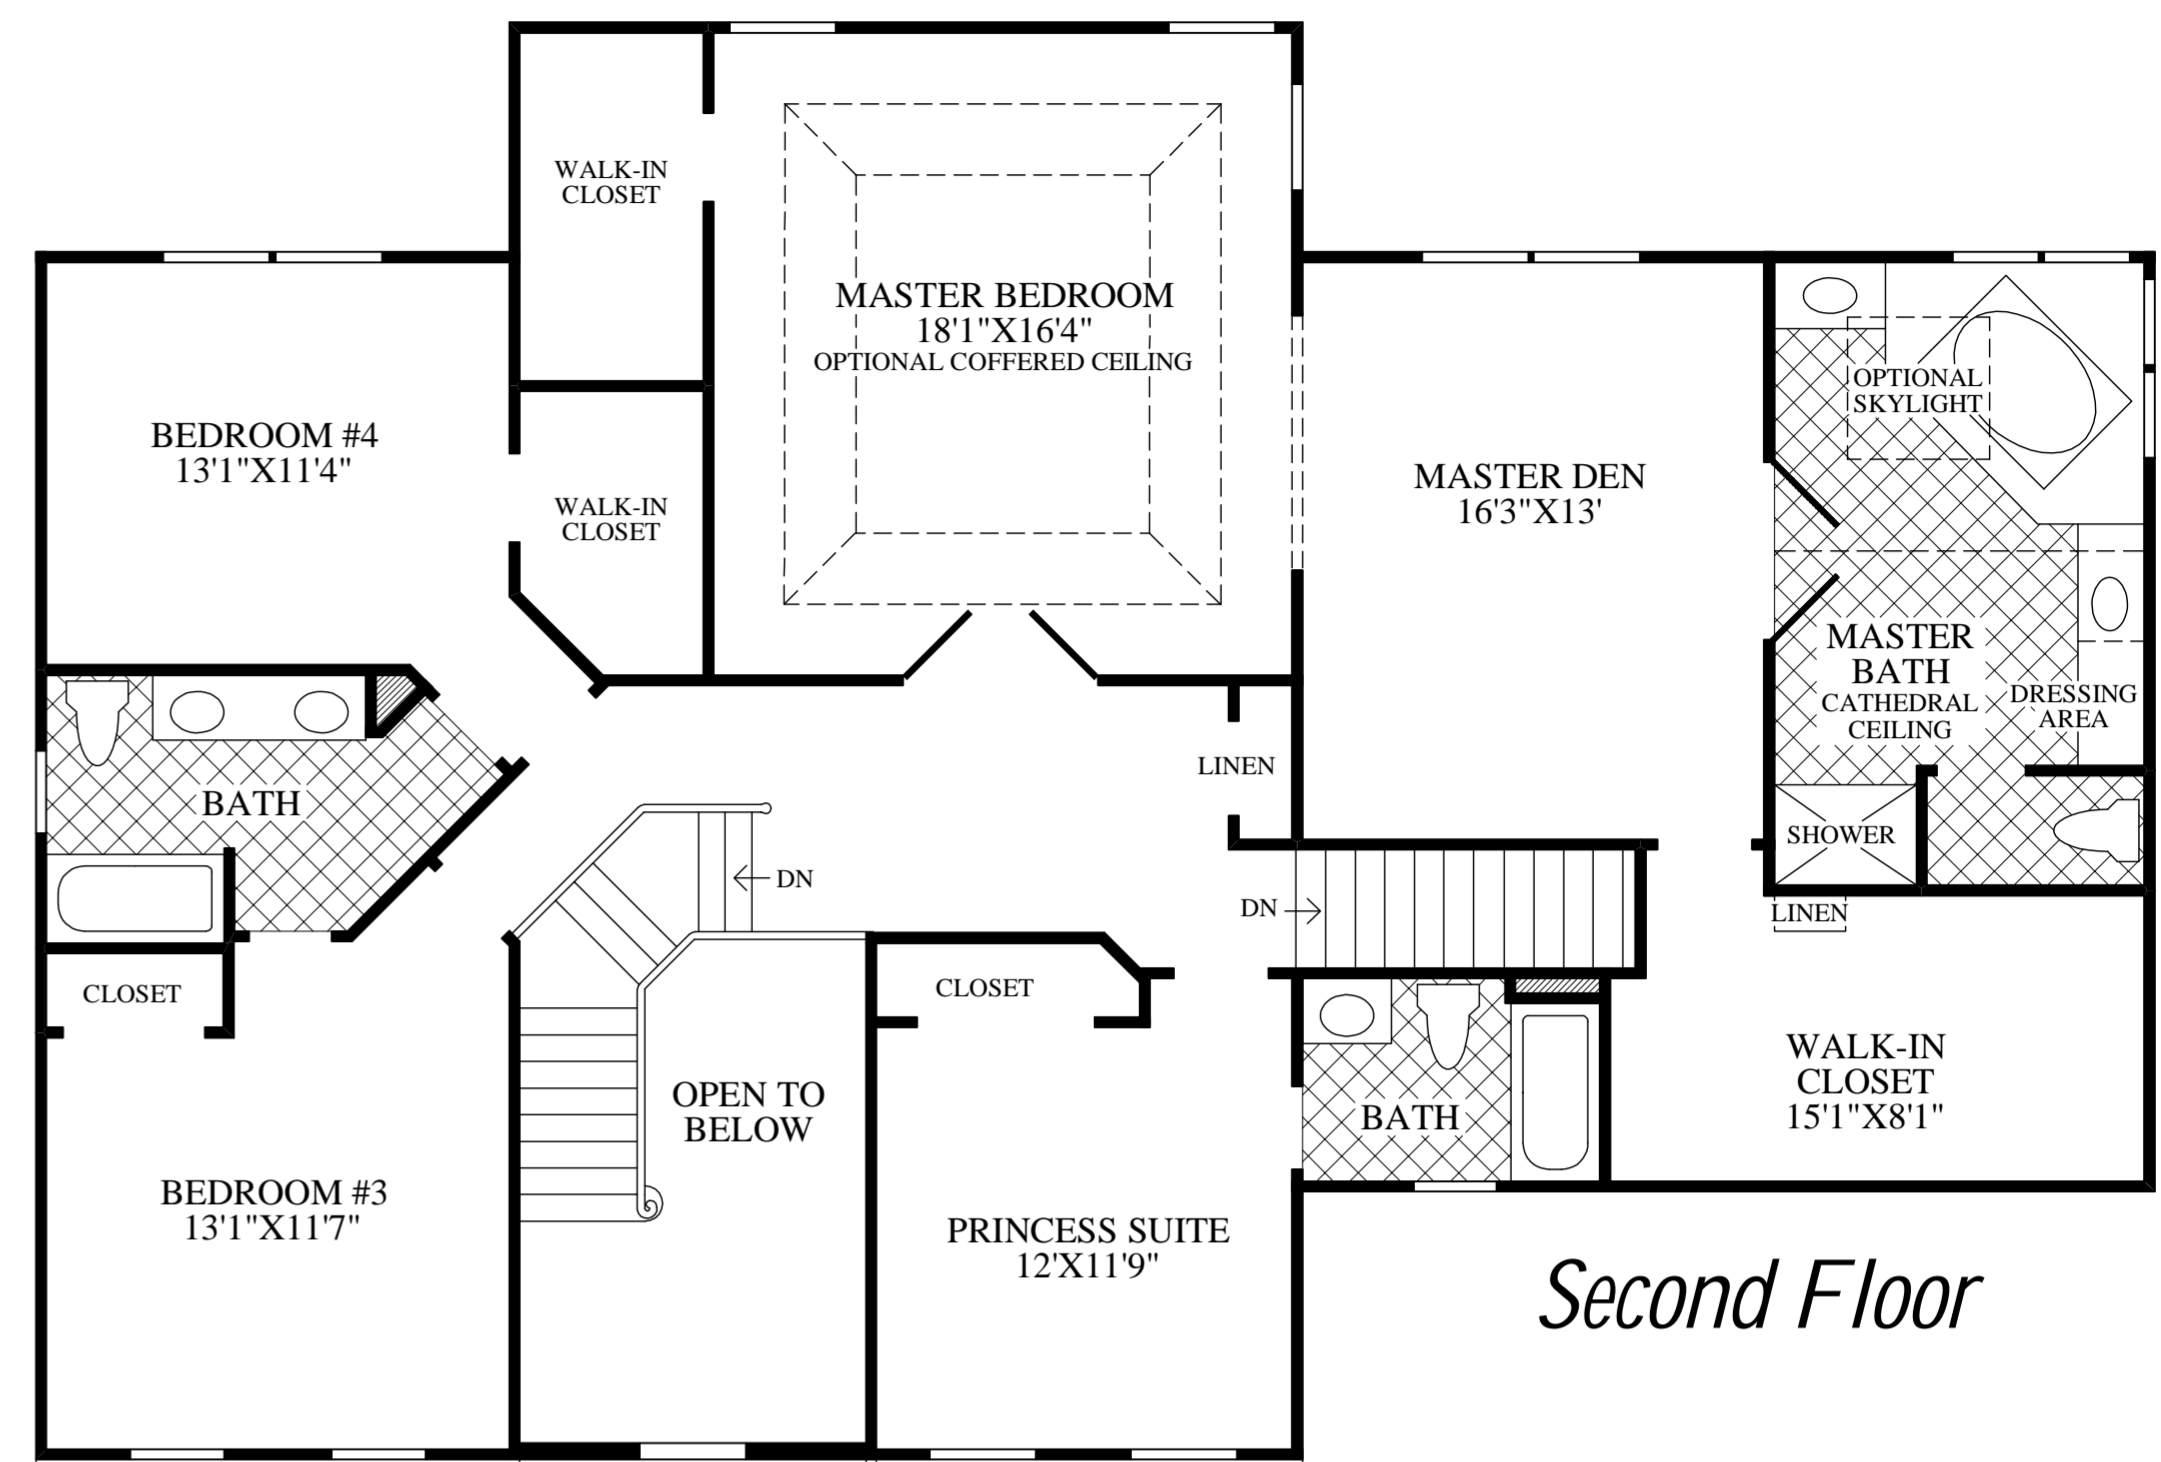 WALK-IN
CLOSET
MASTER BEDROOM
18'1"X16'4"
OPTIONAL COFFERED CEILING
BEDROOM #4
13'1"X11'4"
WALK-IN
CLOSET
MASTER DEN
16'3"X13'
OPTIONAL
SKYLIGHT
MASTER
BATH
CATHEDRAL
CEILING
DRESSING
AREA
LINEN
BATH
SHOWER
DN
DN
LINEN
CLOSET
CLOSET
WALK-IN
CLOSET
15'1"X8'1"
OPEN TO
BELOW
BATH
BEDROOM #3
13'1"X11'7"
PRINCESS SUITE
12'X11'9"
Second Floor